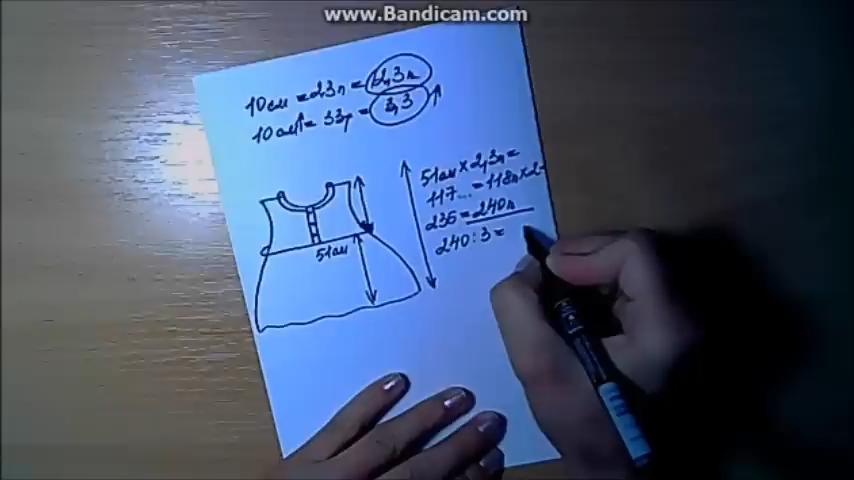 www.Bandicam.com
10см = 23п = 2,3п
10см = 33р = 3,3
51см × 2,3п =
117... = 118п × 2
236 = 240п
240 : 3 =
51см